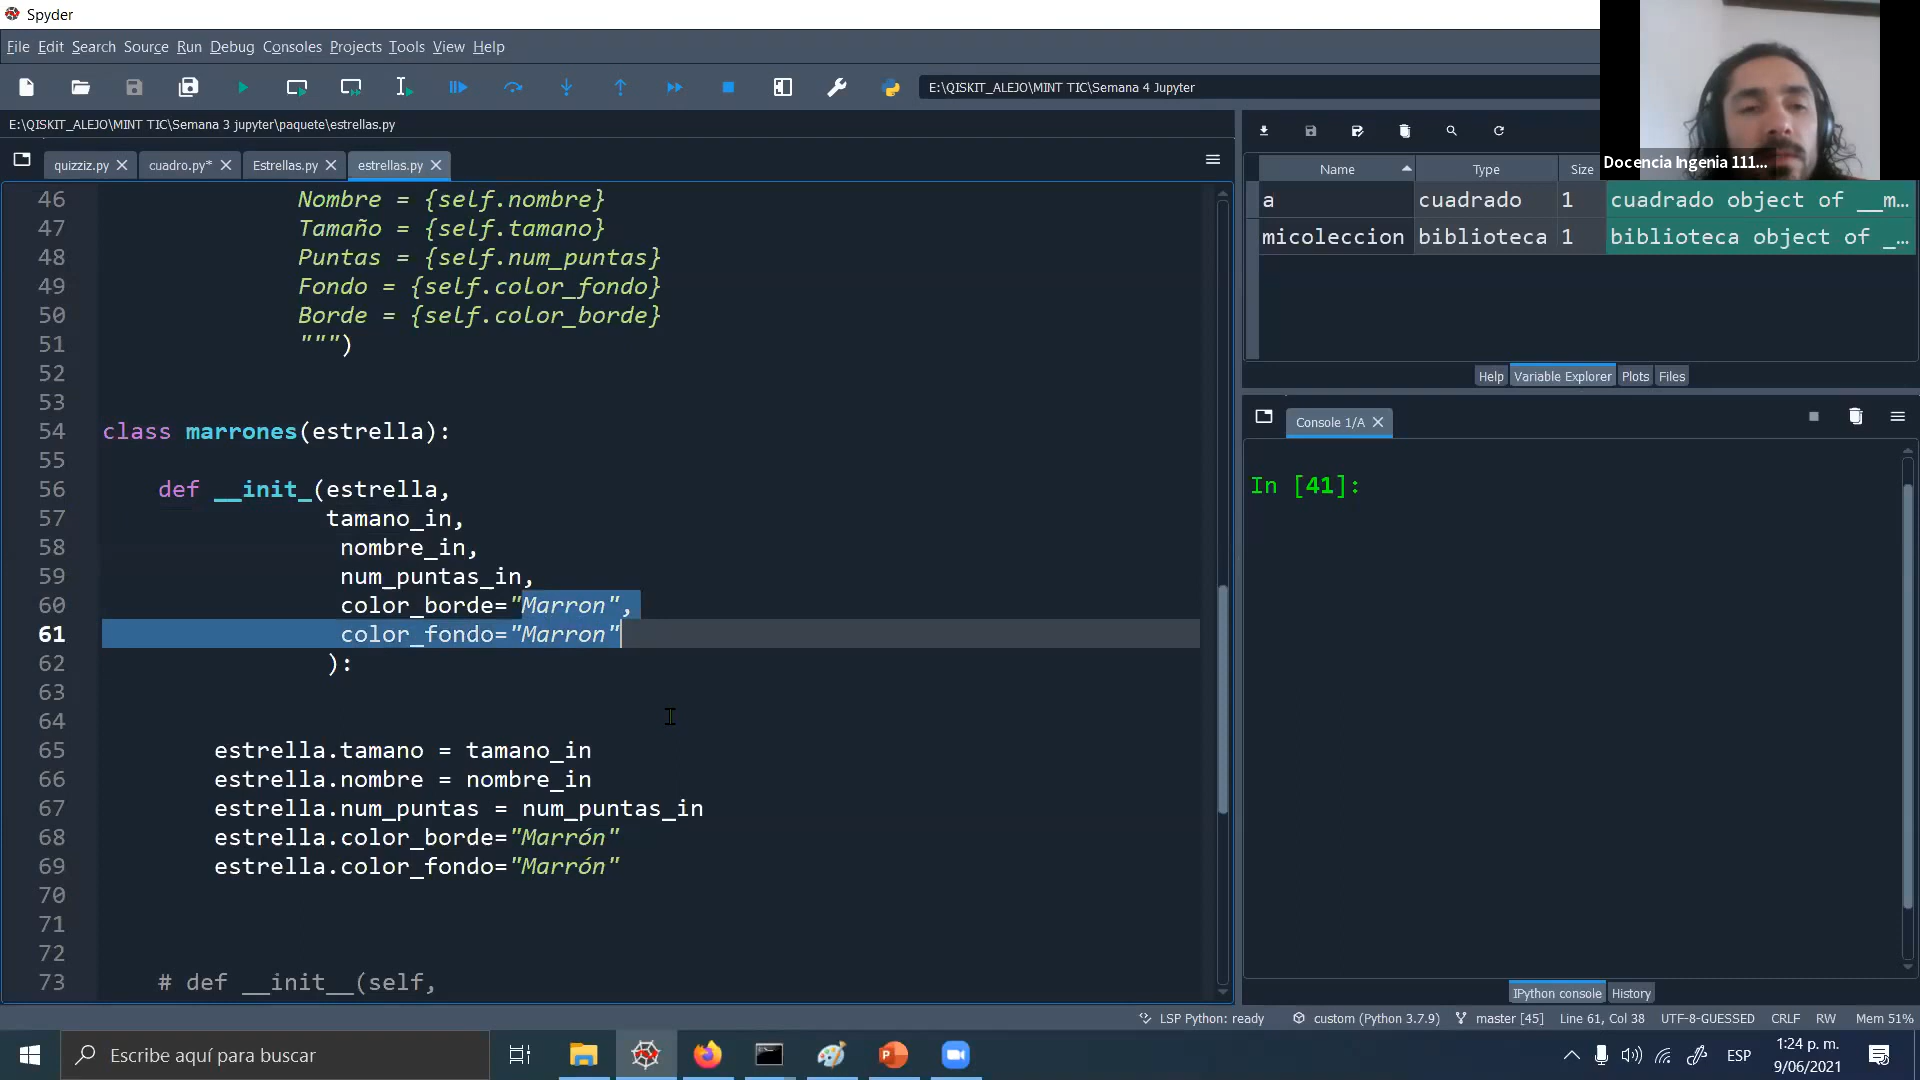 Spyder
File Edit Search Source Run Debug Consoles Projects Tools View Help
E:\QISKIT_ALEJO\MINT TIC\Semana 4 Jupyter
E:\QISKIT_ALEJO\MINT TIC\Semana 3 jupyter\paquete\estrellas.py
quizziz.py cuadro.py* Estrellas.py estrellas.py
46 Nombre = {self.nombre}
47 Tamaño = {self.tamano}
48 Puntas = {self.num_puntas}
49 Fondo = {self.color_fondo}
50 Borde = {self.color_borde}
51 """)
52
53
54 class marrones(estrella):
55
56 def __init_(estrella,
57 tamano_in,
58 nombre_in,
59 num_puntas_in,
60 color_borde="Marron",
61 color_fondo="Marron"
62 ):
63
64
65 estrella.tamano = tamano_in
66 estrella.nombre = nombre_in
67 estrella.num_puntas = num_puntas_in
68 estrella.color_borde="Marrón"
69 estrella.color_fondo="Marrón"
70
71
72
73 # def __init__(self,
Docencia Ingenia 111...
Name Type Size
a cuadrado 1 cuadrado object of __m...
micoleccion biblioteca 1 biblioteca object of _...
Help Variable Explorer Plots Files
Console 1/A
In [41]:
IPython console History
LSP Python: ready custom (Python 3.7.9) master [45] Line 61, Col 38 UTF-8-GUESSED CRLF RW Mem 51%
Escribe aquí para buscar
ESP
1:24 p. m.
9/06/2021